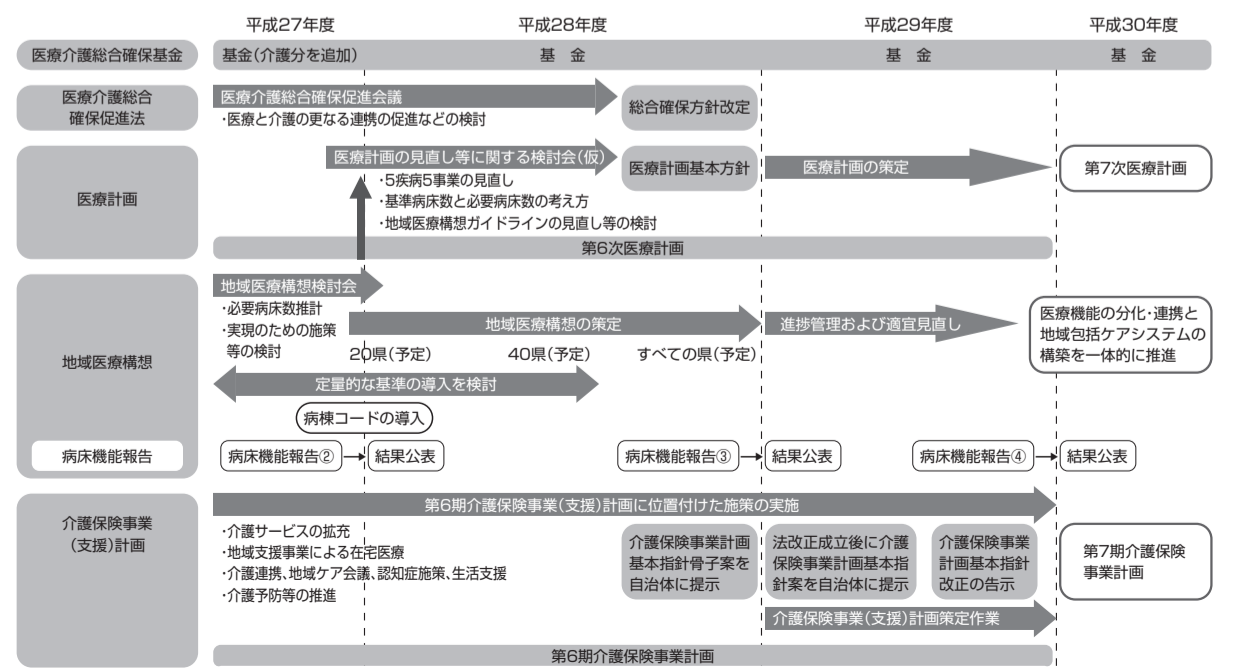 平成27年度
平成28年度
平成29年度
平成30年度
医療介護総合確保基金
基金(介護分を追加)
基 金
基 金
基 金
医療介護総合
確保促進法
医療介護総合確保促進会議
・医療と介護の更なる連携の促進などの検討
総合確保方針改定
医療計画
医療計画の見直し等に関する検討会(仮)
・5疾病5事業の見直し
・基準病床数と必要病床数の考え方
・地域医療構想ガイドラインの見直し等の検討
医療計画基本方針
医療計画の策定
第7次医療計画
第6次医療計画
地域医療構想
地域医療構想検討会
・必要病床数推計
・実現のための施策
等の検討
地域医療構想の策定
20県(予定)
40県(予定)
すべての県(予定)
進捗管理および適宜見直し
医療機能の分化・連携と
地域包括ケアシステムの
構築を一体的に推進
定量的な基準の導入を検討
病棟コードの導入
病床機能報告
病床機能報告②
結果公表
病床機能報告③
結果公表
病床機能報告④
結果公表
介護保険事業
(支援)計画
第6期介護保険事業(支援)計画に位置付けた施策の実施
・介護サービスの拡充
・地域支援事業による在宅医療
・介護連携、地域ケア会議、認知症施策、生活支援
・介護予防等の推進
介護保険事業計画
基本指針骨子案を
自治体に提示
法改正成立後に介護
保険事業計画基本指
針案を自治体に提示
介護保険事業
計画基本指針
改正の告示
第7期介護保険
事業計画
介護保険事業(支援)計画策定作業
第6期介護保険事業計画